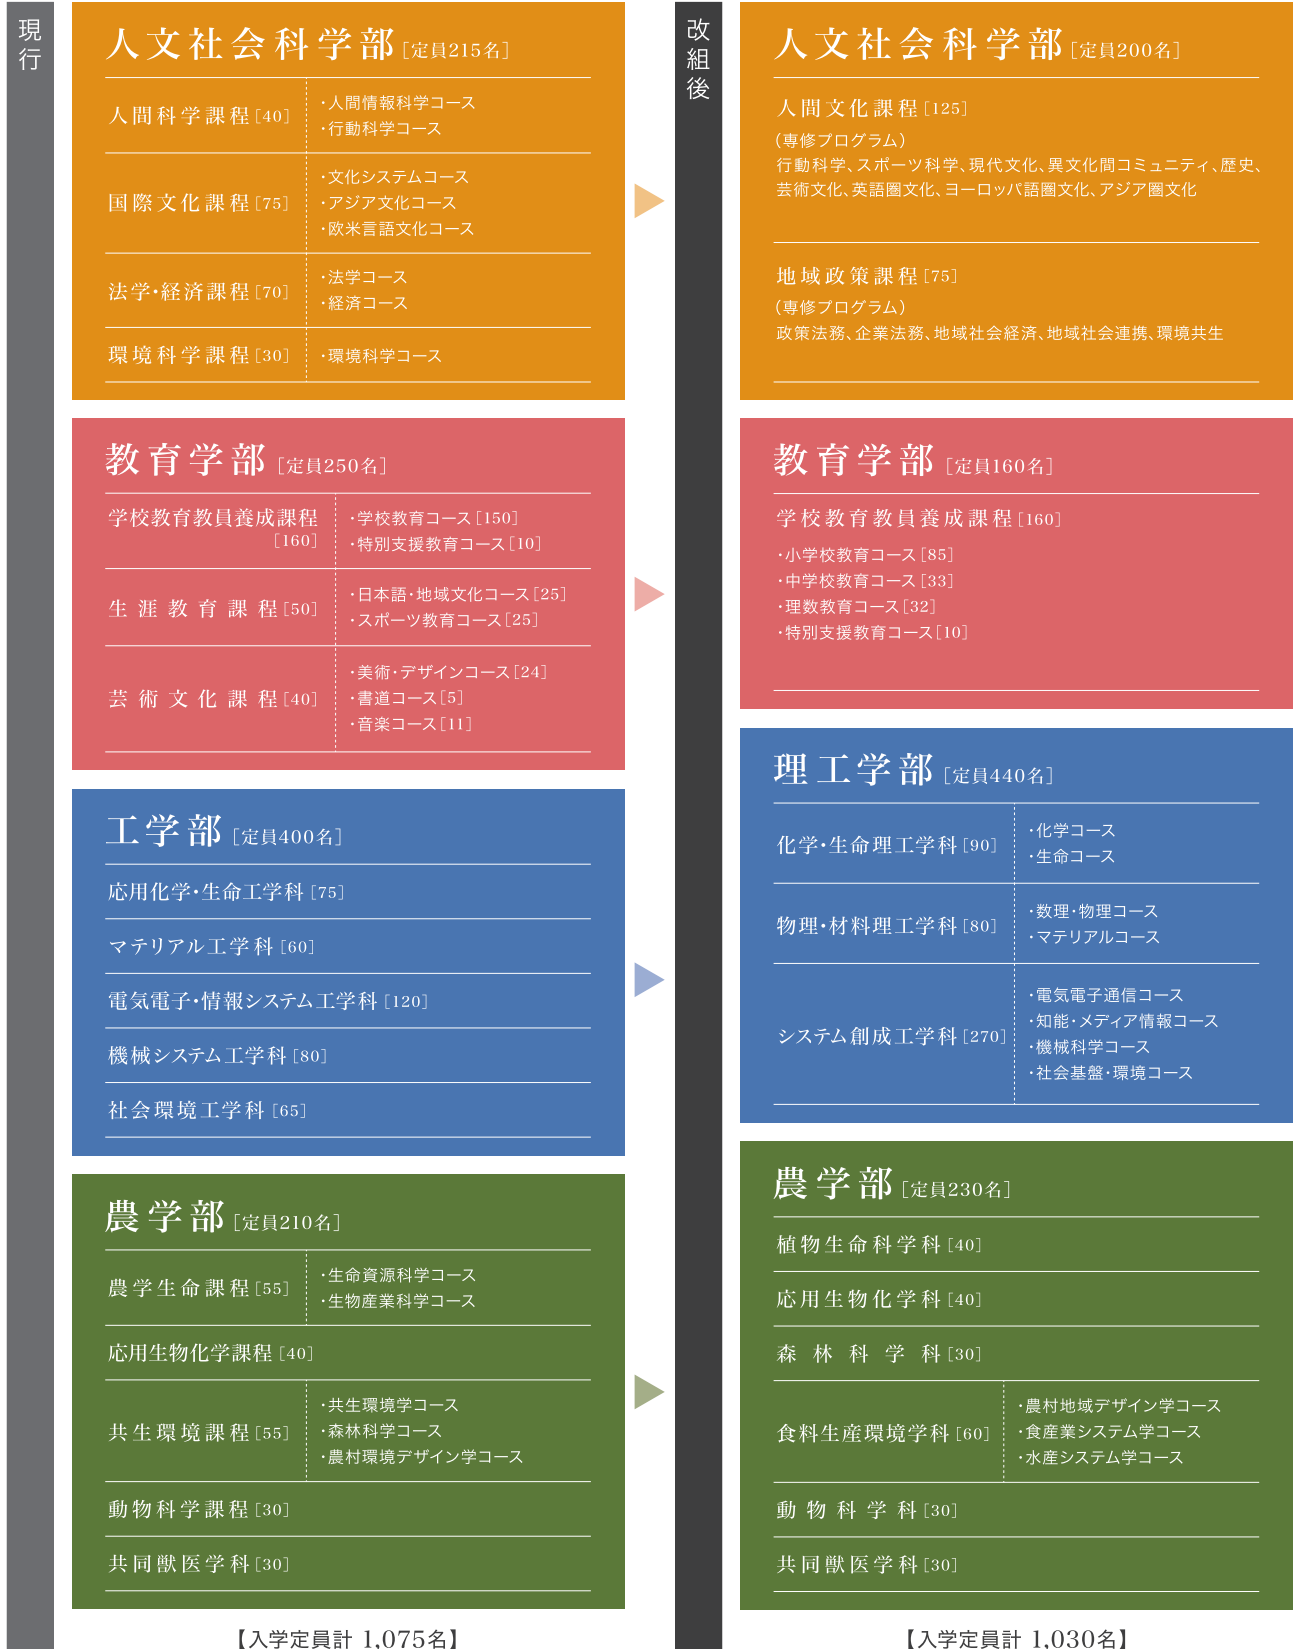 現行
人文社会科学部［定員215名］
人間科学課程［40］
・人間情報科学コース
・行動科学コース
国際文化課程［75］
・文化システムコース
・アジア文化コース
・欧米言語文化コース
法学・経済課程［70］
・法学コース
・経済コース
環境科学課程［30］
・環境科学コース
教育学部［定員250名］
学校教育教員養成課程
［160］
・学校教育コース［150］
・特別支援教育コース［10］
生涯教育課程［50］
・日本語・地域文化コース［25］
・スポーツ教育コース［25］
芸術文化課程［40］
・美術・デザインコース［24］
・書道コース［5］
・音楽コース［11］
工学部［定員400名］
応用化学・生命工学科［75］
マテリアル工学科［60］
電気電子・情報システム工学科［120］
機械システム工学科［80］
社会環境工学科［65］
農学部［定員210名］
農学生命課程［55］
・生命資源科学コース
・生物産業科学コース
応用生物化学課程［40］
共生環境課程［55］
・共生環境学コース
・森林科学コース
・農村環境デザイン学コース
動物科学課程［30］
共同獣医学科［30］
【入学定員計 1,075名】
改組後
人文社会科学部［定員200名］
人間文化課程［125］
（専修プログラム）
行動科学、スポーツ科学、現代文化、異文化間コミュニティ、歴史、
芸術文化、英語圏文化、ヨーロッパ語圏文化、アジア圏文化
地域政策課程［75］
（専修プログラム）
政策法務、企業法務、地域社会経済、地域社会連携、環境共生
教育学部［定員160名］
学校教育教員養成課程［160］
・小学校教育コース［85］
・中学校教育コース［33］
・理数教育コース［32］
・特別支援教育コース［10］
理工学部［定員440名］
化学・生命理工学科［90］
・化学コース
・生命コース
物理・材料理工学科［80］
・数理・物理コース
・マテリアルコース
システム創成工学科［270］
・電気電子通信コース
・知能・メディア情報コース
・機械科学コース
・社会基盤・環境コース
農学部［定員230名］
植物生命科学科［40］
応用生物化学科［40］
森林科学科［30］
食料生産環境学科［60］
・農村地域デザイン学コース
・食産業システム学コース
・水産システム学コース
動物科学科［30］
共同獣医学科［30］
【入学定員計 1,030名】